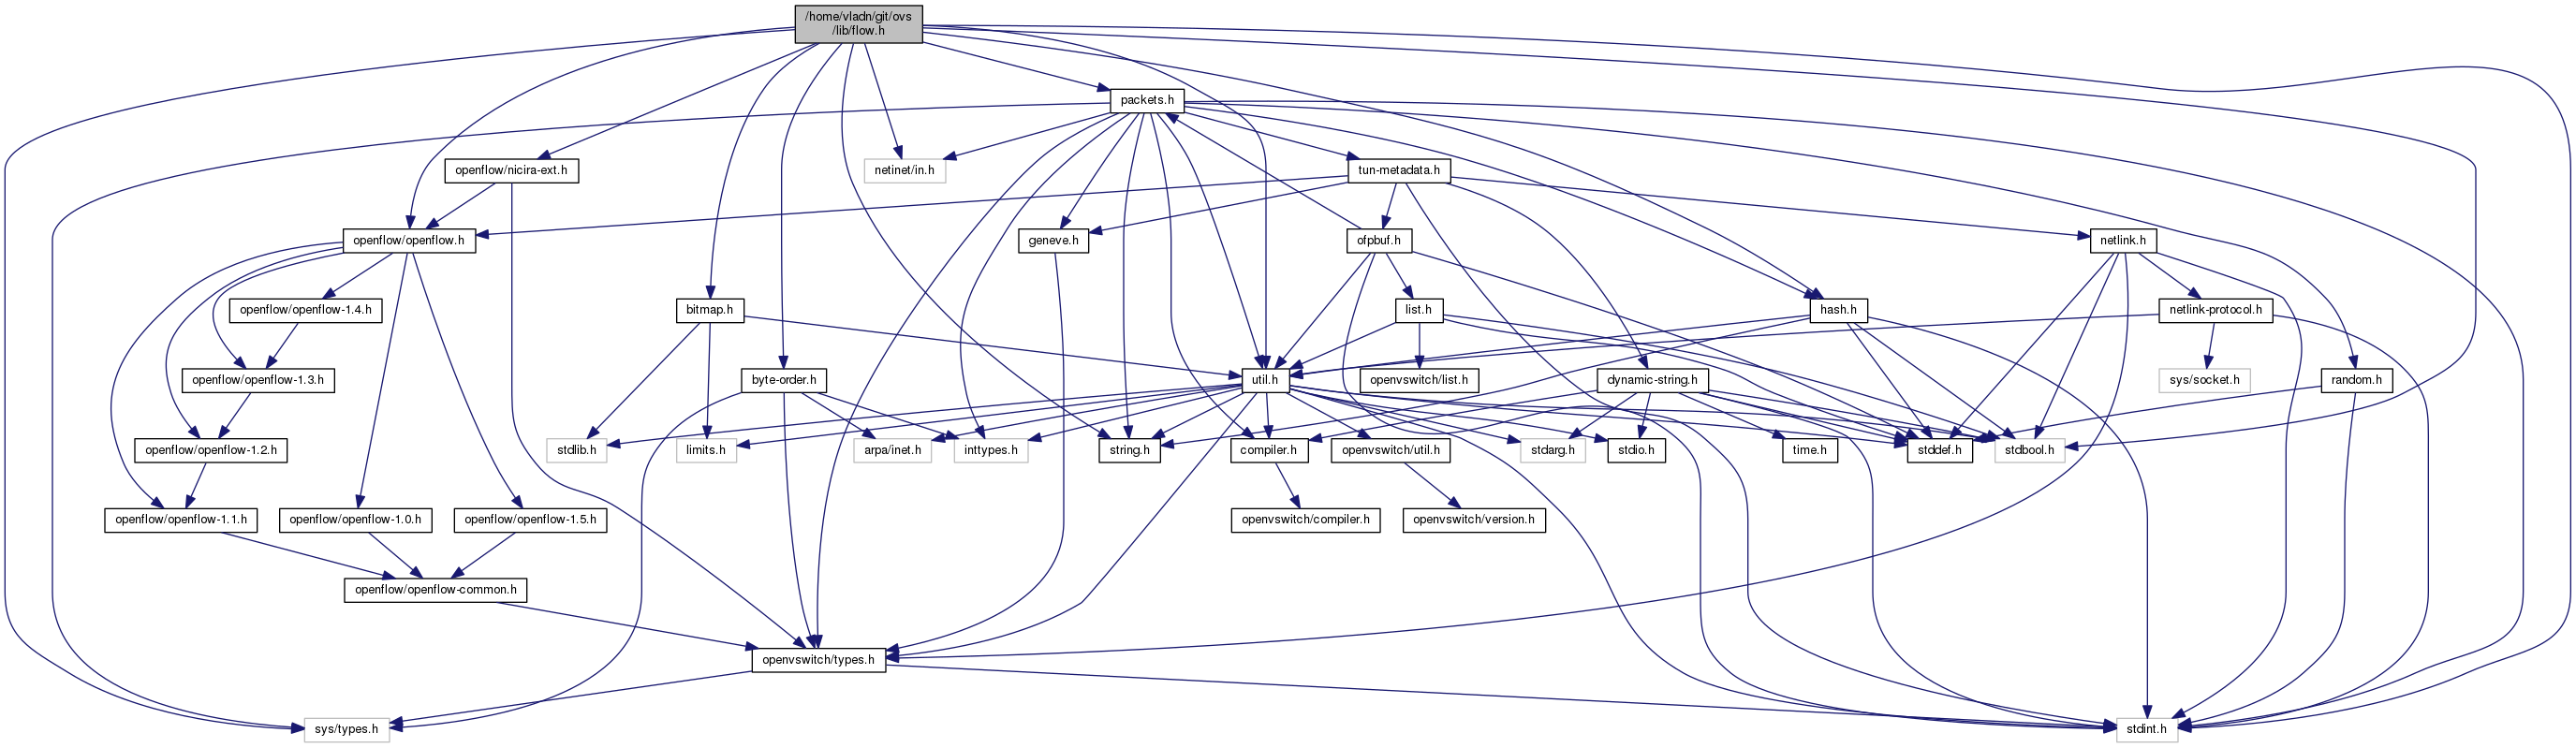 /home/vladn/git/ovs
/lib/flow.h
packets.h
openflow/nicira-ext.h
netinet/in.h
tun-metadata.h
openflow/openflow.h
geneve.h
ofpbuf.h
netlink.h
openflow/openflow-1.4.h
bitmap.h
list.h
hash.h
netlink-protocol.h
openflow/openflow-1.3.h
byte-order.h
util.h
openvswitch/list.h
dynamic-string.h
sys/socket.h
random.h
openflow/openflow-1.2.h
stdlib.h
limits.h
arpa/inet.h
inttypes.h
string.h
compiler.h
openvswitch/util.h
stdarg.h
stdio.h
time.h
stddef.h
stdbool.h
openflow/openflow-1.1.h
openflow/openflow-1.0.h
openflow/openflow-1.5.h
openvswitch/compiler.h
openvswitch/version.h
openflow/openflow-common.h
openvswitch/types.h
sys/types.h
stdint.h